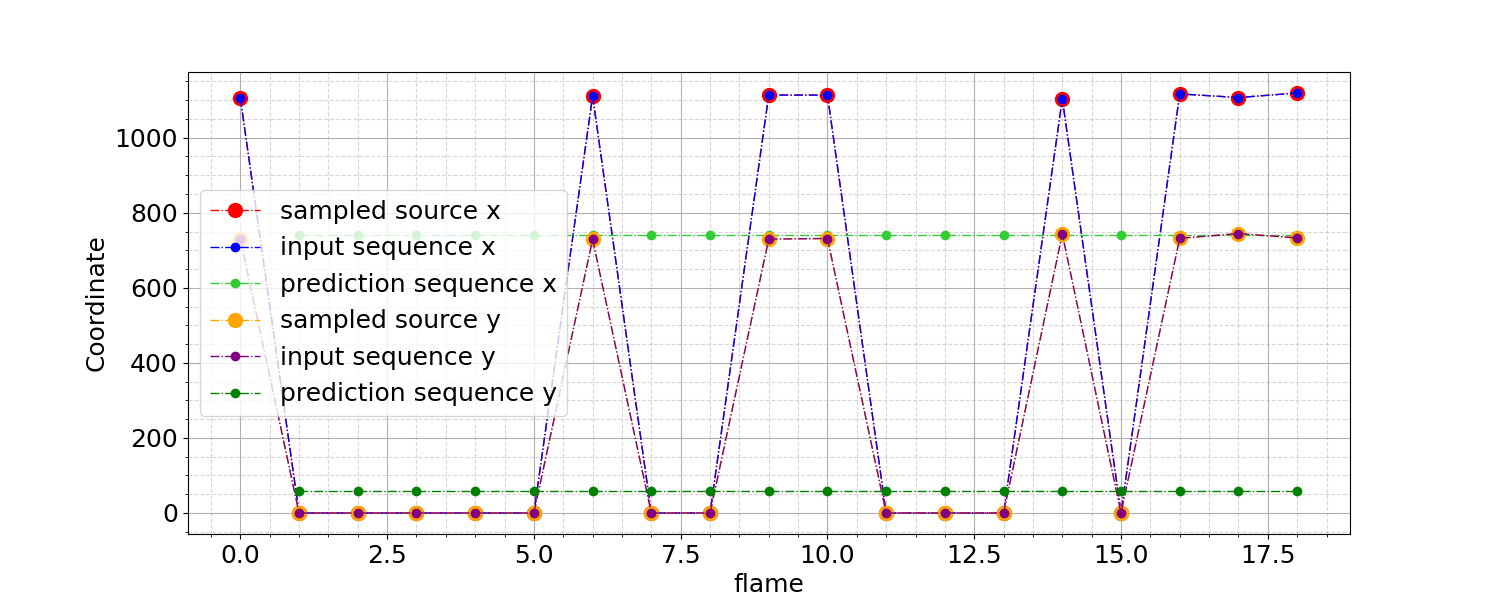 1000
800
600
400
200
0
Coordinate
sampled source x
input sequence x
prediction sequence x
sampled source y
input sequence y
prediction sequence y
0.0 2.5 5.0 7.5 10.0 12.5 15.0 17.5
flame